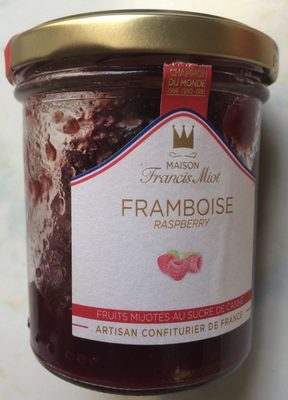 CHAMPION
DU MONDE
MAISON
Francis Miot
FRAMBOISE
RASPBERRY
FRUITS MIJOTÉS AU SUCRE DE CANNE
ARTISAN CONFITURIER DE FRANCE